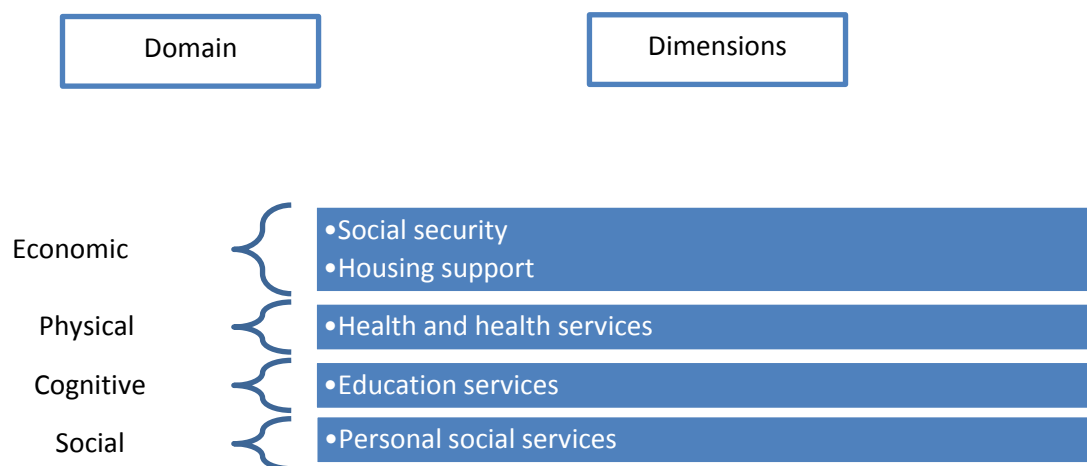 Domain
Dimensions
Economic
•Social security
•Housing support
Physical
•Health and health services
Cognitive
•Education services
Social
•Personal social services